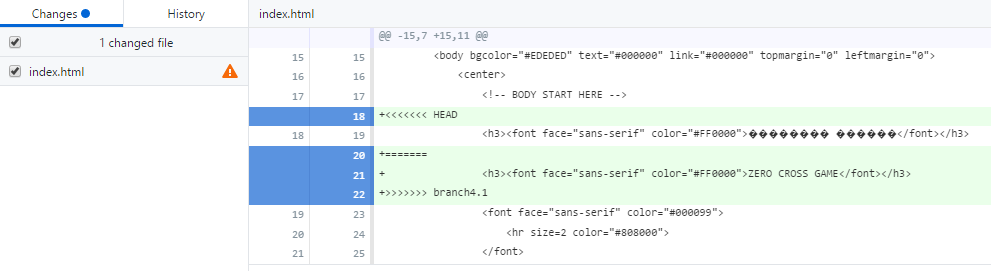 Changes History index.html
1 changed file
index.html
@@ -15,7 +15,11 @@
15 15 <body bgcolor="#EDEDED" text="#000000" link="#000000" topmargin="0" leftmargin="0">
16 16 <center>
17 17 <!-- BODY START HERE -->
18 +<<<<<<< HEAD
18 19 <h3><font face="sans-serif" color="#FF0000">�������� ������</font></h3>
20 +=======
21 + <h3><font face="sans-serif" color="#FF0000">ZERO CROSS GAME</font></h3>
22 +>>>>>>> branch4.1
19 23 <font face="sans-serif" color="#000099">
20 24 <hr size=2 color="#808000">
21 25 </font>